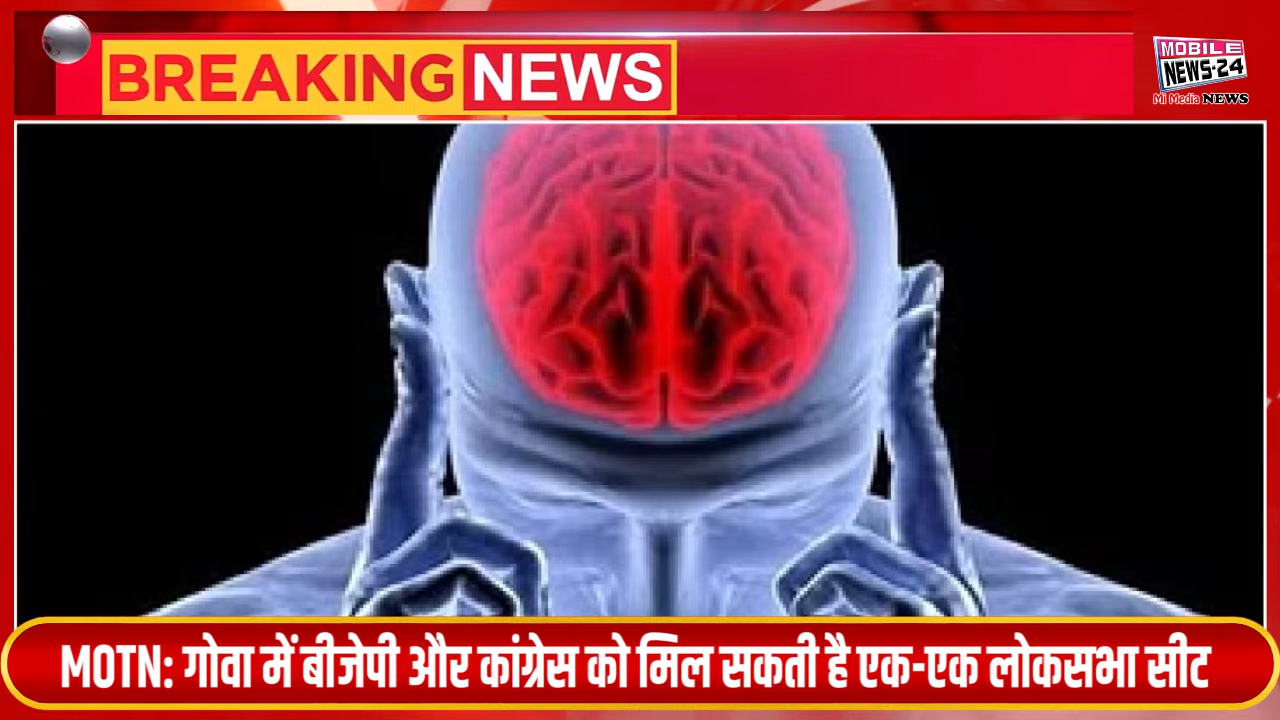 BREAKING NEWS
MOBILE
NEWS-24
Mi Media NEWS
MOTN: गोवा में बीजेपी और कांग्रेस को मिल सकती है एक-एक लोकसभा सीट